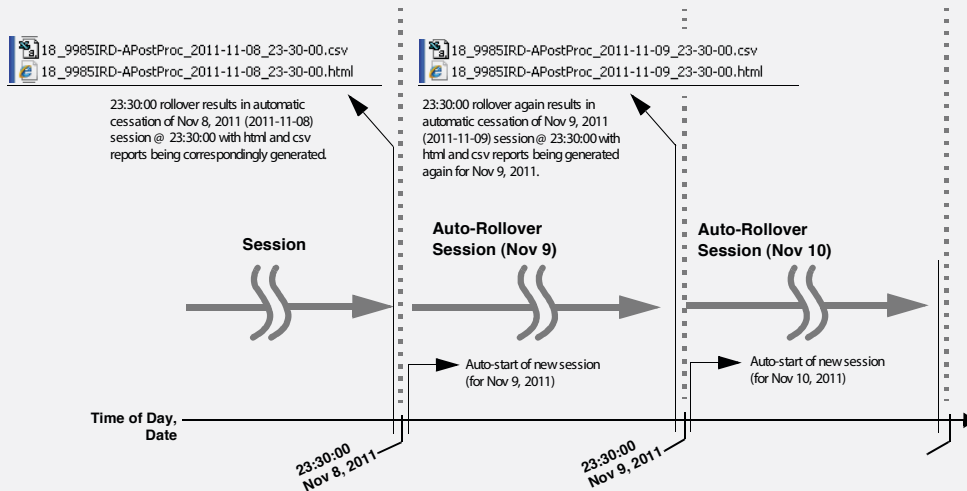 18_9985IRD-APostProc_2011-11-08_23-30-00.csv
18_9985IRD-APostProc_2011-11-08_23-30-00.html
23:30:00 rollover results in automatic
cessation of Nov 8, 2011 (2011-11-08)
session @ 23:30:00 with html and csv
reports being correspondingly generated.
18_9985IRD-APostProc_2011-11-09_23-30-00.csv
18_9985IRD-APostProc_2011-11-09_23-30-00.html
23:30:00 rollover again results in
automatic cessation of Nov 9, 2011
(2011-11-09) session @ 23:30:00 with
html and csv reports being generated
again for Nov 9, 2011.
Session
Auto-Rollover
Session (Nov 9)
Auto-Rollover
Session (Nov 10)
Auto-start of new session
(for Nov 9, 2011)
Auto-start of new session
(for Nov 10, 2011)
Time of Day,
Date
23:30:00
Nov 8, 2011
23:30:00
Nov 9, 2011